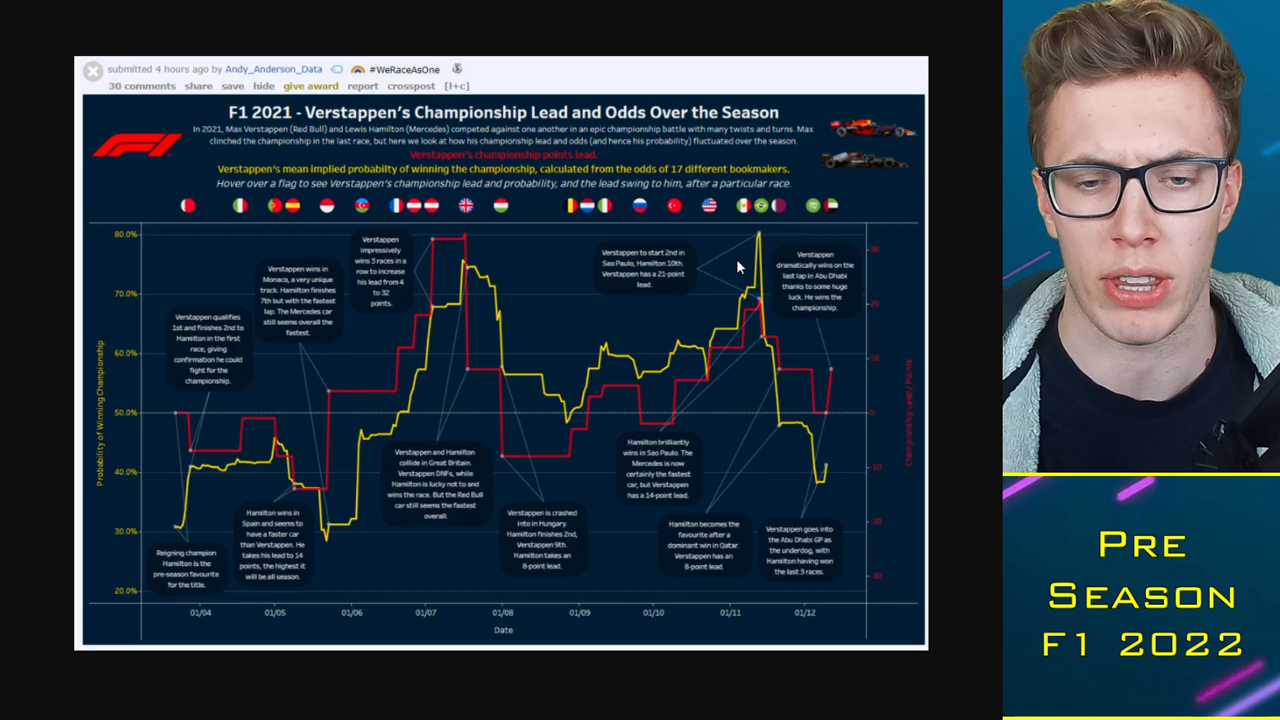 submitted 4 hours ago by Andy_Anderson_Data #WeRaceAsOne
30 comments share save hide give award report crosspost [l+c]
F1 2021 - Verstappen's Championship Lead and Odds Over the Season
In 2021, Max Verstappen (Red Bull) and Lewis Hamilton (Mercedes) competed against one another in an epic championship battle with many twists and turns. Max
clinched the championship in the last race, but here we look at how his championship lead and odds (and hence his probability) fluctuated over the season.
Verstappen's championship points lead.
Verstappen's mean implied probabilty of winning the championship, calculated from the odds of 17 different bookmakers.
Hover over a flag to see Verstappen's championship lead and probability, and the lead swing to him, after a particular race.
F1
80.0%
70.0%
60.0%
50.0%
40.0%
30.0%
20.0%
Probability of Winning Championship
30
20
10
0
-10
-20
-30
Championship Lead / Points
Verstappen qualifies
1st and finishes 2nd to
Hamilton in the first
race, giving
confirmation he could
fight for the
championship.
Verstappen wins in
Monaco, a very unique
track. Hamilton finishes
7th but with the fastest
lap. The Mercedes car
still seems overall the
fastest.
Verstappen
impressively
wins 3 races in a
row to increase
his lead from 4
to 32
points.
Verstappen to start 2nd in
Sao Paulo, Hamilton 10th.
Verstappen has a 21-point
lead.
Verstappen
dramatically wins on the
last lap in Abu Dhabi
thanks to some huge
luck. He wins the
championship.
Reigning champion
Hamilton is the
pre-season favourite
for the title.
Hamilton wins in
Spain and seems to
have a faster car
than Verstappen. He
takes his lead to 14
points, the highest it
will be all season.
Verstappen and Hamilton
collide in Great Britain.
Verstappen DNFs, while
Hamilton is lucky not to and
wins the race. But the Red Bull
car still seems the fastest
overall.
Verstappen is crashed
into in Hungary.
Hamilton finishes 2nd,
Verstappen 9th.
Hamilton takes an
8-point lead.
Hamilton brilliantly
wins in Sao Paulo. The
Mercedes is now
certainly the fastest
car, but Verstappen
has a 14-point lead.
Hamilton becomes the
favourite after a
dominant win in Qatar.
Verstappen has an
8-point lead.
Verstappen goes into
the Abu Dhabi GP as
the underdog, with
Hamilton having won
the last 3 races.
01/04 01/05 01/06 01/07 01/08 01/09 01/10 01/11 01/12
Date
PRE
SEASON
F1 2022